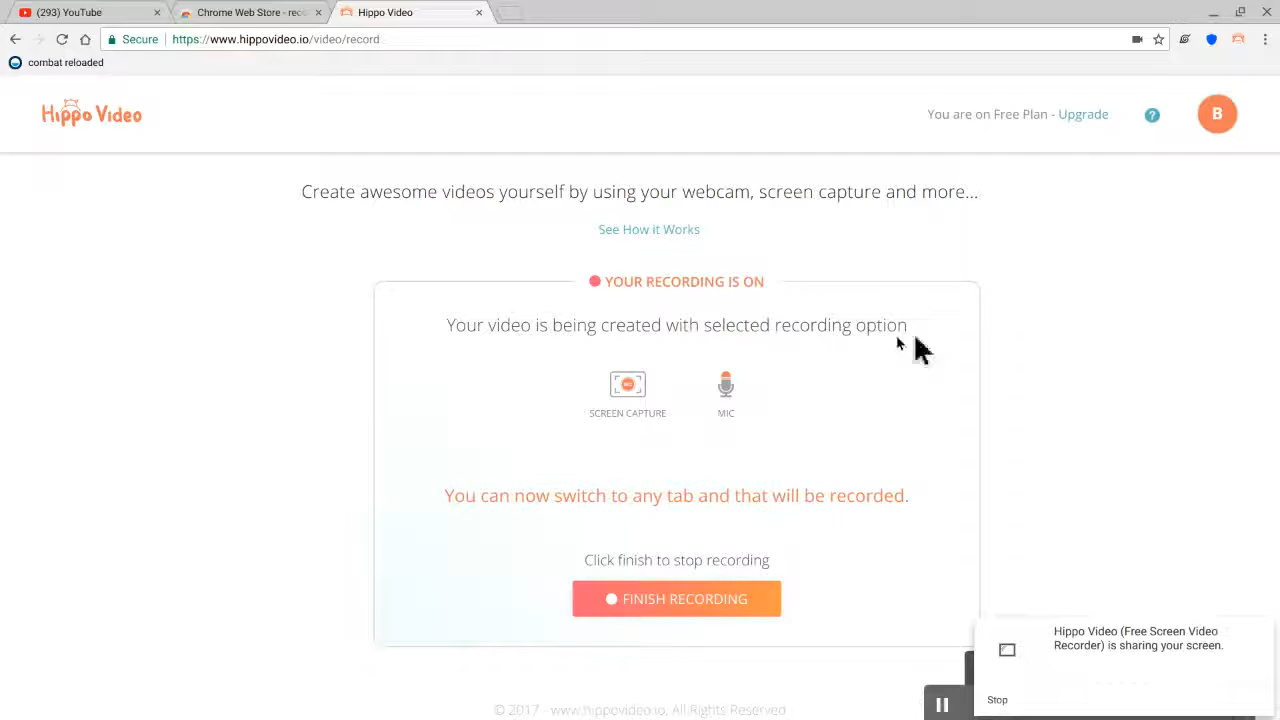 (293) YouTube
Chrome Web Store - reco
Hippo Video
Secure
https://www.hippovideo.io/video/record
combat reloaded
Hippo Video
You are on Free Plan - Upgrade
?
B
Create awesome videos yourself by using your webcam, screen capture and more...
See How it Works
YOUR RECORDING IS ON
Your video is being created with selected recording option
SCREEN CAPTURE
MIC
You can now switch to any tab and that will be recorded.
Click finish to stop recording
FINISH RECORDING
Hippo Video (Free Screen Video
Recorder) is sharing your screen.
Stop
© 2017 - www.hippovideo.io, All Rights Reserved